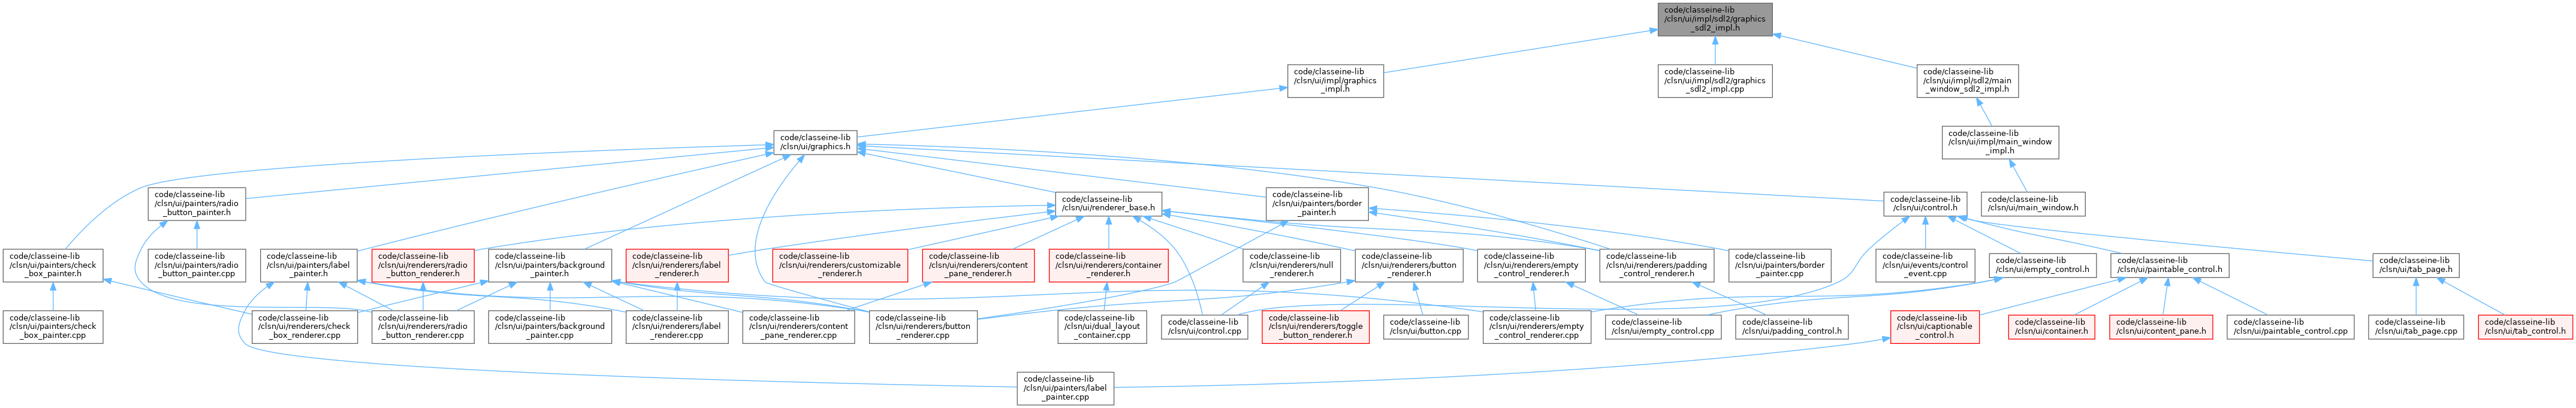 code/classeine-lib
/clsn/ui/impl/sdl2/graphics
_sdl2_impl.h
code/classeine-lib
/clsn/ui/impl/graphics
_impl.h
code/classeine-lib
/clsn/ui/impl/sdl2/graphics
_sdl2_impl.cpp
code/classeine-lib
/clsn/ui/impl/sdl2/main
_window_sdl2_impl.h
code/classeine-lib
/clsn/ui/graphics.h
code/classeine-lib
/clsn/ui/impl/main_window
_impl.h
code/classeine-lib
/clsn/ui/painters/radio
_button_painter.h
code/classeine-lib
/clsn/ui/renderer_base.h
code/classeine-lib
/clsn/ui/painters/border
_painter.h
code/classeine-lib
/clsn/ui/control.h
code/classeine-lib
/clsn/ui/main_window.h
code/classeine-lib
/clsn/ui/painters/check
_box_painter.h
code/classeine-lib
/clsn/ui/painters/radio
_button_painter.cpp
code/classeine-lib
/clsn/ui/painters/label
_painter.h
code/classeine-lib
/clsn/ui/renderers/radio
_button_renderer.h
code/classeine-lib
/clsn/ui/painters/background
_painter.h
code/classeine-lib
/clsn/ui/renderers/label
_renderer.h
code/classeine-lib
/clsn/ui/renderers/customizable
_renderer.h
code/classeine-lib
/clsn/ui/renderers/content
_pane_renderer.h
code/classeine-lib
/clsn/ui/renderers/container
_renderer.h
code/classeine-lib
/clsn/ui/renderers/null
_renderer.h
code/classeine-lib
/clsn/ui/renderers/button
_renderer.h
code/classeine-lib
/clsn/ui/renderers/empty
_control_renderer.h
code/classeine-lib
/clsn/ui/renderers/padding
_control_renderer.h
code/classeine-lib
/clsn/ui/painters/border
_painter.cpp
code/classeine-lib
/clsn/ui/events/control
_event.cpp
code/classeine-lib
/clsn/ui/empty_control.h
code/classeine-lib
/clsn/ui/paintable_control.h
code/classeine-lib
/clsn/ui/tab_page.h
code/classeine-lib
/clsn/ui/painters/check
_box_painter.cpp
code/classeine-lib
/clsn/ui/renderers/check
_box_renderer.cpp
code/classeine-lib
/clsn/ui/renderers/radio
_button_renderer.cpp
code/classeine-lib
/clsn/ui/painters/background
_painter.cpp
code/classeine-lib
/clsn/ui/renderers/label
_renderer.cpp
code/classeine-lib
/clsn/ui/renderers/content
_pane_renderer.cpp
code/classeine-lib
/clsn/ui/renderers/button
_renderer.cpp
code/classeine-lib
/clsn/ui/dual_layout
_container.cpp
code/classeine-lib
/clsn/ui/control.cpp
code/classeine-lib
/clsn/ui/renderers/toggle
_button_renderer.h
code/classeine-lib
/clsn/ui/button.cpp
code/classeine-lib
/clsn/ui/renderers/empty
_control_renderer.cpp
code/classeine-lib
/clsn/ui/empty_control.cpp
code/classeine-lib
/clsn/ui/padding_control.h
code/classeine-lib
/clsn/ui/captionable
_control.h
code/classeine-lib
/clsn/ui/container.h
code/classeine-lib
/clsn/ui/content_pane.h
code/classeine-lib
/clsn/ui/paintable_control.cpp
code/classeine-lib
/clsn/ui/tab_page.cpp
code/classeine-lib
/clsn/ui/tab_control.h
code/classeine-lib
/clsn/ui/painters/label
_painter.cpp